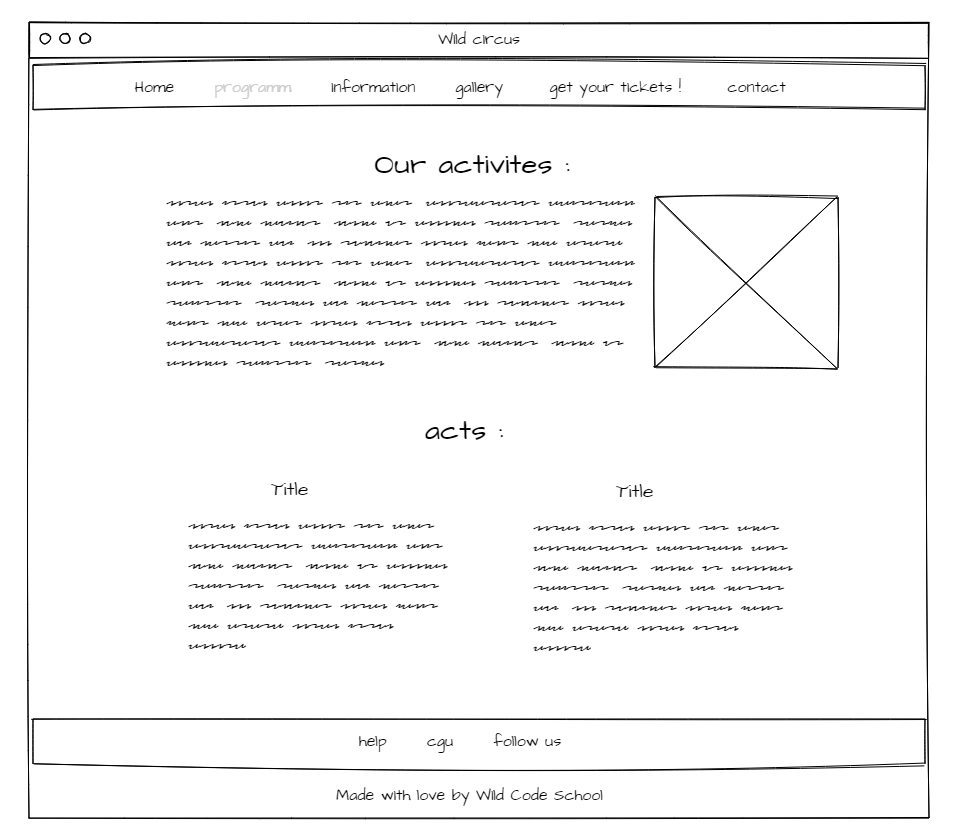 Wild circus
Home programm Information gallery get your tickets ! contact
Our activites :
acts :
Title Title
help cgu follow us
Made with love by Wild Code School